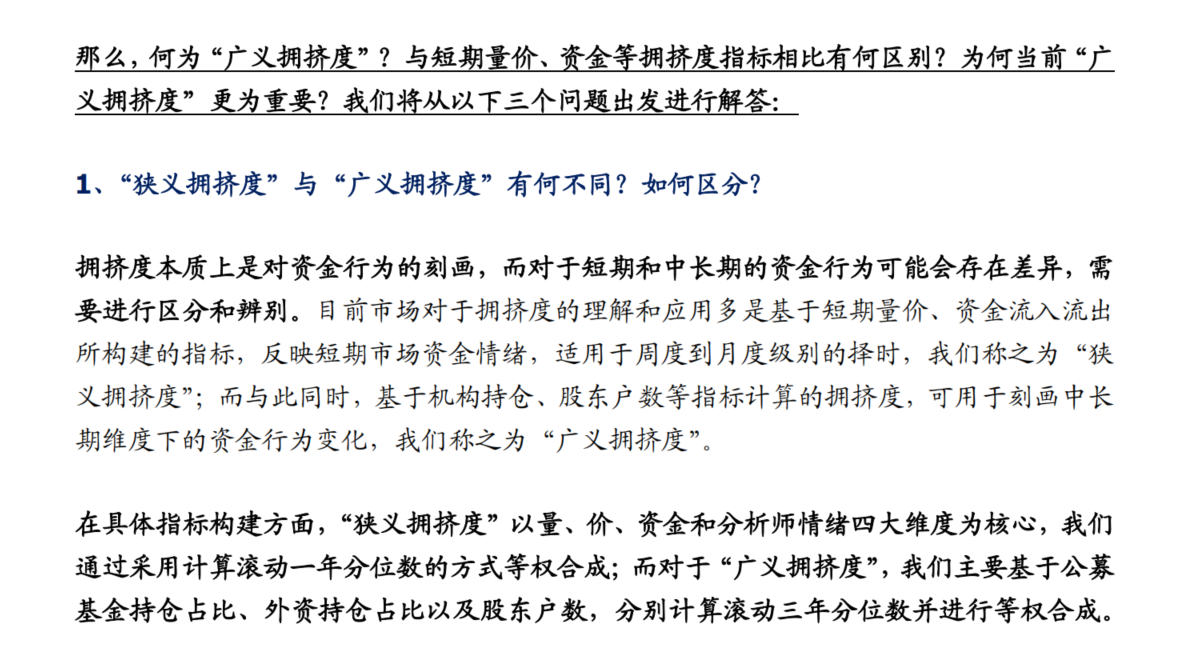 那么，何为“广义拥挤度”？与短期量价、资金等拥挤度指标相比有何区别？为何当前“广
义拥挤度” 更为重要？我们将从以下三个问题出发进行解答：
1、“狭义拥挤度”与“广义拥挤度”有何不同？如何区分？
拥挤度本质上是对资金行为的刻画，而对于短期和中长期的资金行为可能会存在差异，需
要进行区分和辨别。目前市场对于拥挤度的理解和应用多是基于短期量价、资金流入流出
所构建的指标，反映短期市场资金情绪，适用于周度到月度级别的择时，我们称之为“狭
义拥挤度”；而与此同时，基于机构持仓、股东户数等指标计算的拥挤度，可用于刻画中长
期维度下的资金行为变化，我们称之为“广义拥挤度”。
在具体指标构建方面，“狭义拥挤度”以量、价、资金和分析师情绪四大维度为核心，我们
通过采用计算滚动一年分位数的方式等权合成；而对于“广义拥挤度”，我们主要基于公募
基金持仓占比、外资持仓占比以及股东户数，分别计算滚动三年分位数并进行等权合成。